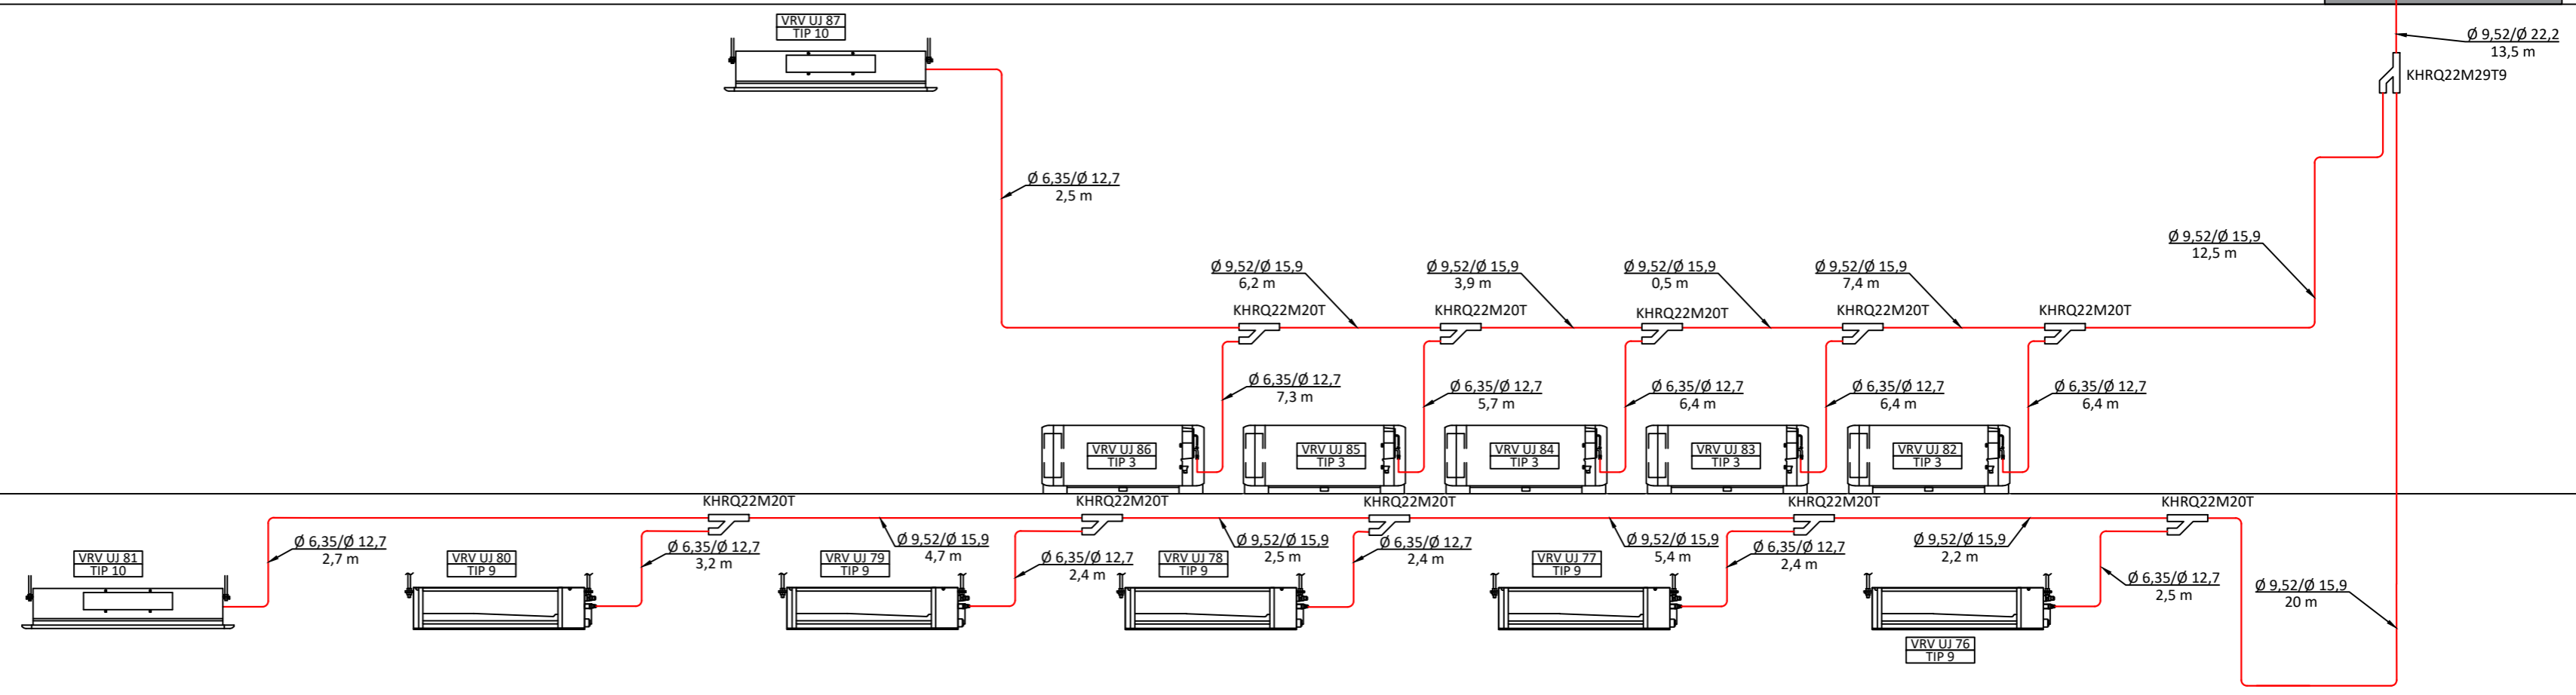 VRV UJ 87
TIP 10
Ø 9,52/Ø 22,2
13,5 m
KHRQ22M29T9
Ø 6,35/Ø 12,7
2,5 m
Ø 9,52/Ø 15,9
12,5 m
Ø 9,52/Ø 15,9
6,2 m
Ø 9,52/Ø 15,9
3,9 m
Ø 9,52/Ø 15,9
0,5 m
Ø 9,52/Ø 15,9
7,4 m
KHRQ22M20T
KHRQ22M20T
KHRQ22M20T
KHRQ22M20T
KHRQ22M20T
Ø 6,35/Ø 12,7
7,3 m
Ø 6,35/Ø 12,7
5,7 m
Ø 6,35/Ø 12,7
6,4 m
Ø 6,35/Ø 12,7
6,4 m
Ø 6,35/Ø 12,7
6,4 m
VRV UJ 86
TIP 3
VRV UJ 85
TIP 3
VRV UJ 84
TIP 3
VRV UJ 83
TIP 3
VRV UJ 82
TIP 3
KHRQ22M20T
KHRQ22M20T
KHRQ22M20T
KHRQ22M20T
KHRQ22M20T
Ø 6,35/Ø 12,7
2,7 m
Ø 6,35/Ø 12,7
3,2 m
Ø 9,52/Ø 15,9
4,7 m
Ø 6,35/Ø 12,7
2,4 m
Ø 9,52/Ø 15,9
2,5 m
Ø 6,35/Ø 12,7
2,4 m
Ø 9,52/Ø 15,9
5,4 m
Ø 6,35/Ø 12,7
2,4 m
Ø 9,52/Ø 15,9
2,2 m
Ø 6,35/Ø 12,7
2,5 m
Ø 9,52/Ø 15,9
20 m
VRV UJ 81
TIP 10
VRV UJ 80
TIP 9
VRV UJ 79
TIP 9
VRV UJ 78
TIP 9
VRV UJ 77
TIP 9
VRV UJ 76
TIP 9